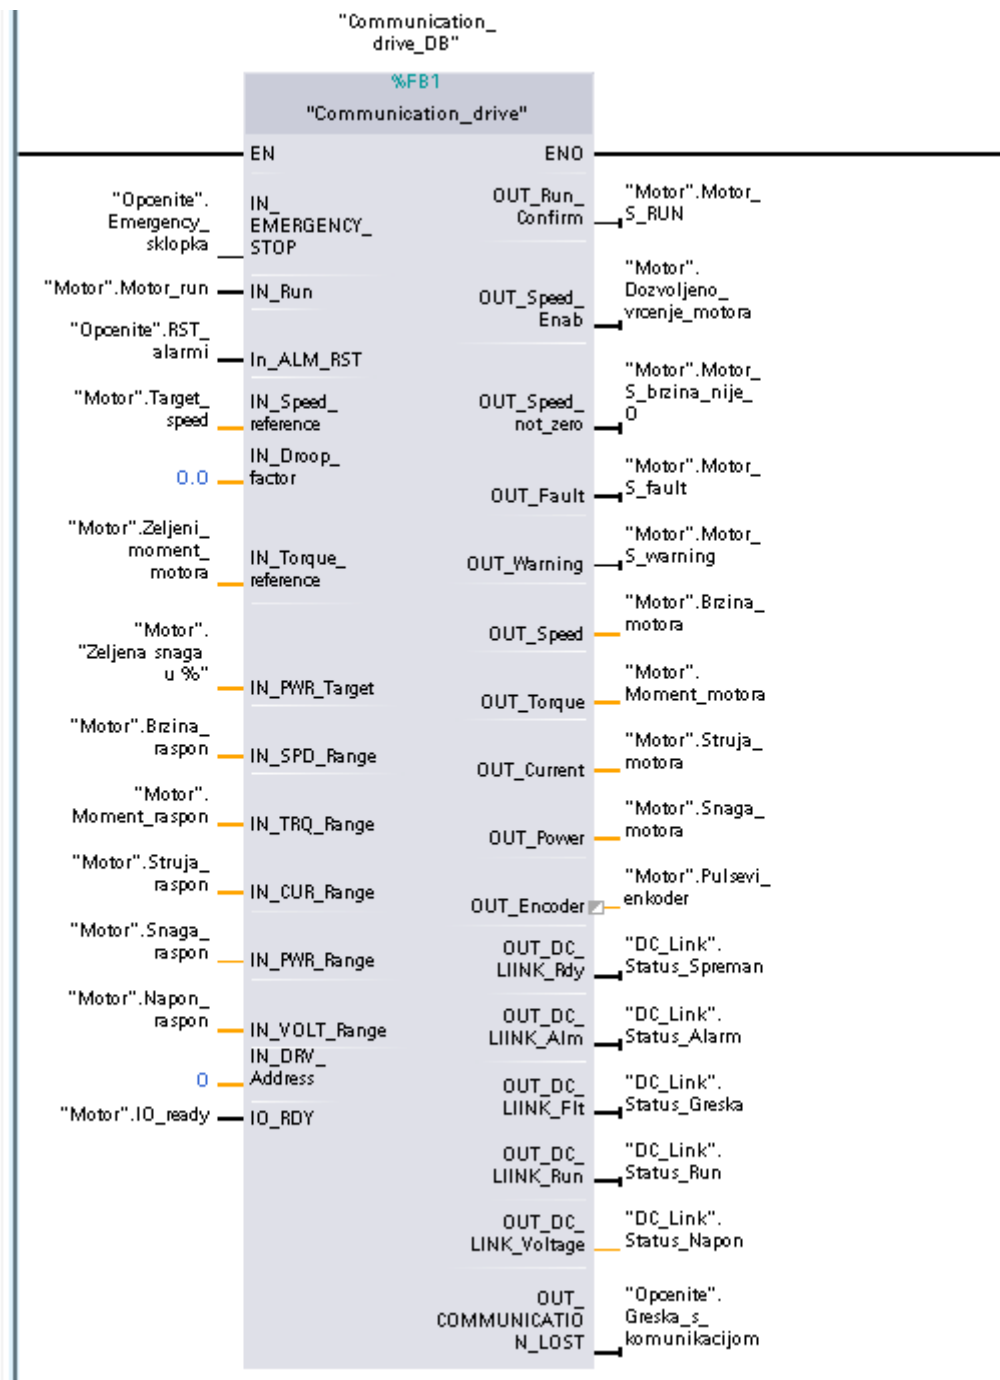 "Communication_
drive_DB"
%FB1
"Communication_drive"
EN
ENO
"Opcenite".
Emergency_
sklopka
IN_
EMERGENCY_
STOP
"Motor".Motor_run
IN_Run
"Opcenite".RST_
alarmi
In_ALM_RST
"Motor".Target_
speed
IN_Speed_
reference
0.0
IN_Droop_
factor
"Motor".Zeljeni_
moment_
motora
IN_Torque_
reference
"Motor".
"Zeljena snaga
u %"
IN_PWR_Target
"Motor".Brzina_
raspon
IN_SPD_Range
"Motor".
Moment_raspon
IN_TRQ_Range
"Motor".Struja_
raspon
IN_CUR_Range
"Motor".Snaga_
raspon
IN_PWR_Range
"Motor".Napon_
raspon
IN_VOLT_Range
0
IN_DRV_
Address
"Motor".IO_ready
IO_RDY
OUT_Run_
Confirm
"Motor".Motor_
S_RUN
OUT_Speed_
Enab
"Motor".
Dozvoljeno_
vrcenje_motora
OUT_Speed_
not_zero
"Motor".Motor_
S_brzina_nije_
0
OUT_Fault
"Motor".Motor_
S_fault
OUT_Warning
"Motor".Motor_
S_warning
OUT_Speed
"Motor".Brzina_
motora
OUT_Torque
"Motor".
Moment_motora
OUT_Current
"Motor".Struja_
motora
OUT_Power
"Motor".Snaga_
motora
OUT_Encoder
"Motor".Pulsevi_
enkoder
OUT_DC_
LIINK_Rdy
"DC_Link".
Status_Spreman
OUT_DC_
LIINK_Alm
"DC_Link".
Status_Alarm
OUT_DC_
LIINK_Flt
"DC_Link".
Status_Greska
OUT_DC_
LIINK_Run
"DC_Link".
Status_Run
OUT_DC_
LINK_Voltage
"DC_Link".
Status_Napon
OUT_
COMMUNICATIO
N_LOST
"Opcenite".
Greska_s_
komunikacijom